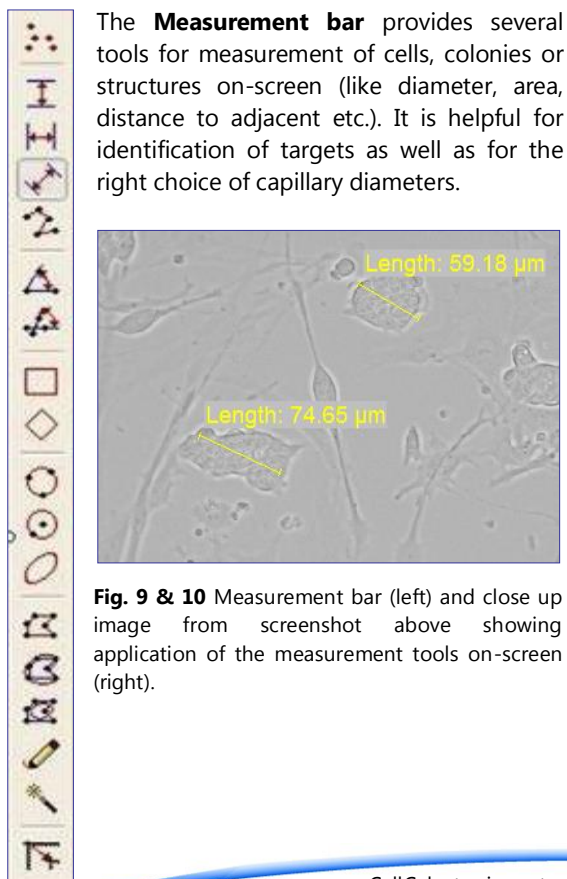 The Measurement bar provides several
tools for measurement of cells, colonies or
structures on-screen (like diameter, area,
distance to adjacent etc.). It is helpful for
identification of targets as well as for the
right choice of capillary diameters.
Length: 59.18 µm
Length: 74.65 µm
Fig. 9 & 10 Measurement bar (left) and close up
image from screenshot above showing
application of the measurement tools on-screen
(right).